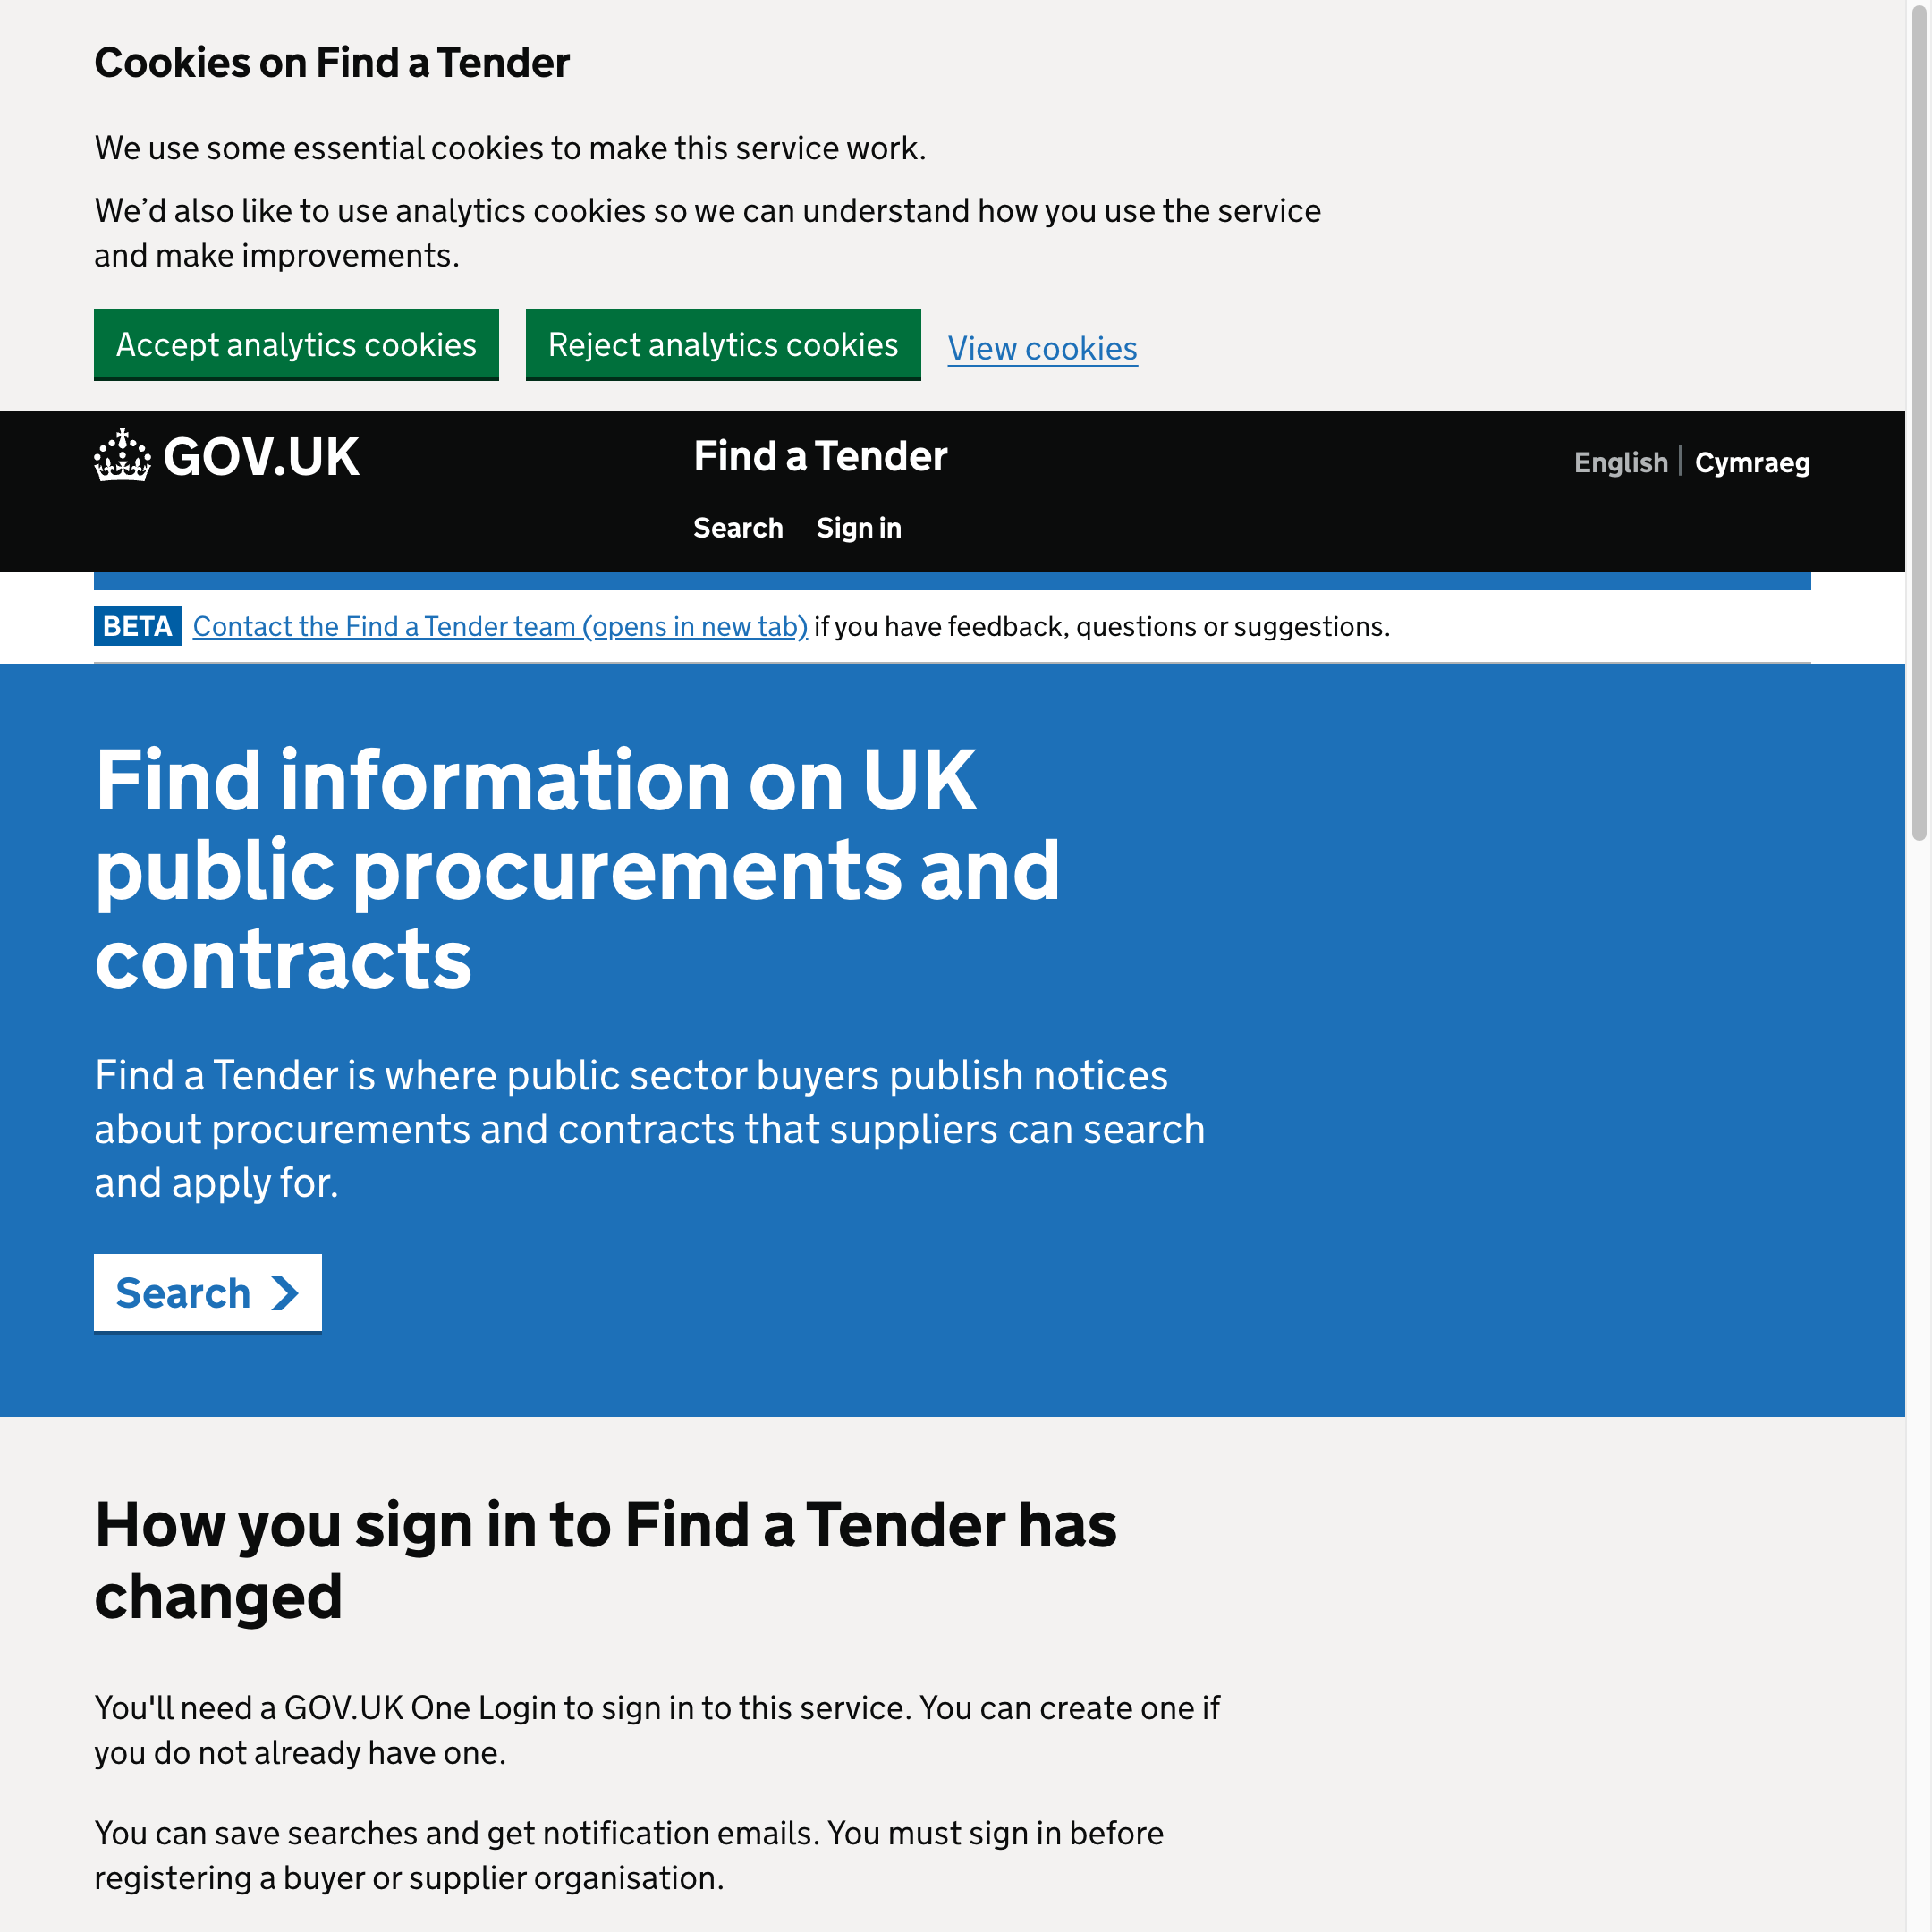 Cookies on Find a Tender
We use some essential cookies to make this service work.
We’d also like to use analytics cookies so we can understand how you use the service
and make improvements.
Accept analytics cookies
Reject analytics cookies
View cookies
GOV.UK
Find a Tender
English
Cymraeg
Search
Sign in
BETA
Contact the Find a Tender team (opens in new tab) if you have feedback, questions or suggestions.
Find information on UK
public procurements and
contracts
Find a Tender is where public sector buyers publish notices
about procurements and contracts that suppliers can search
and apply for.
Search
How you sign in to Find a Tender has
changed
You'll need a GOV.UK One Login to sign in to this service. You can create one if
you do not already have one.
You can save searches and get notification emails. You must sign in before
registering a buyer or supplier organisation.